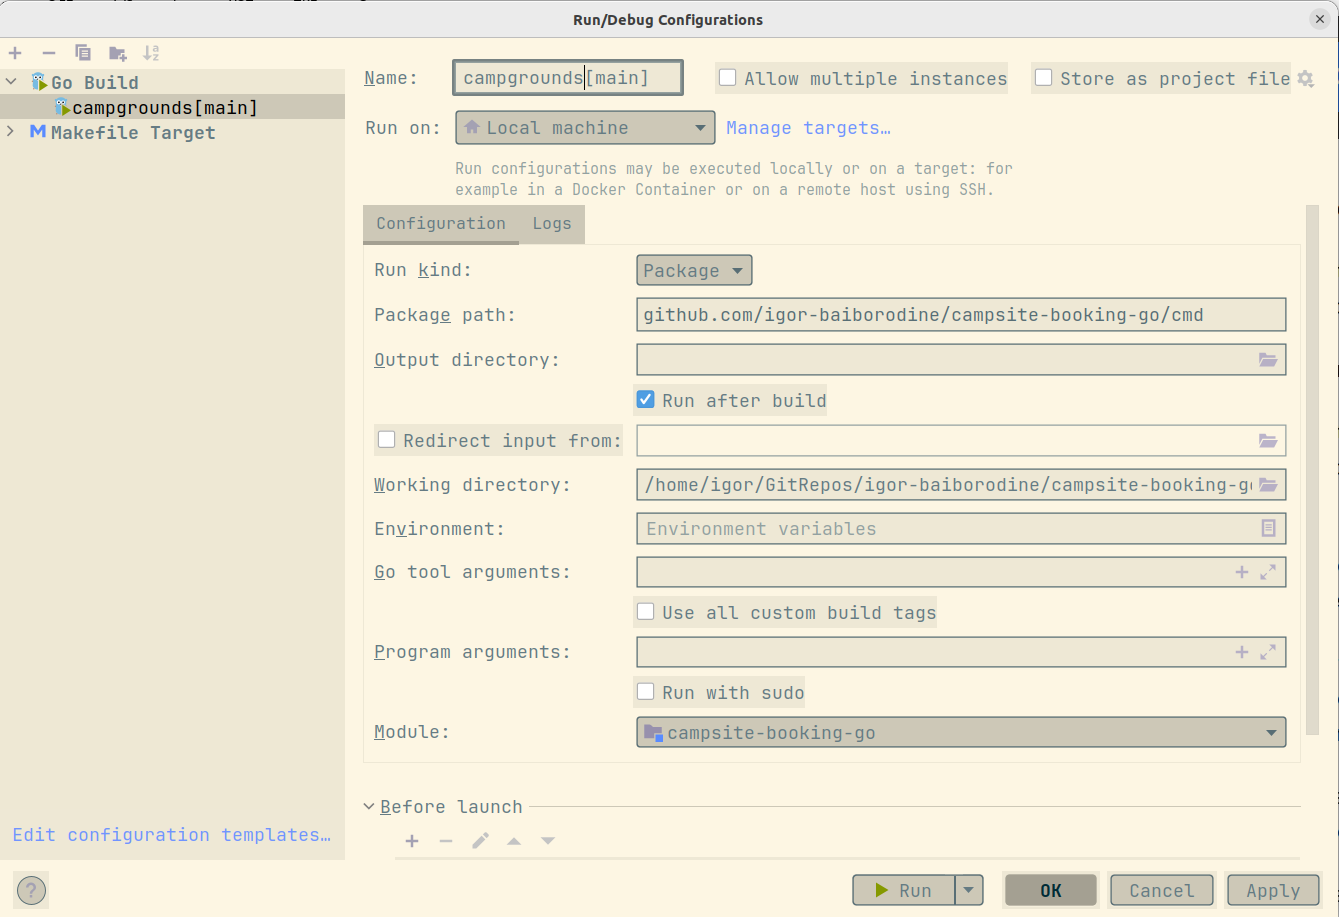 Run/Debug Configurations
Go Build
campgrounds[main]
Makefile Target
Edit configuration templates…
Name: campgrounds[main] Allow multiple instances Store as project file
Run on: Local machine Manage targets…
Run configurations may be executed locally or on a target: for
example in a Docker Container or on a remote host using SSH.
Configuration Logs
Run kind: Package
Package path: github.com/igor-baiborodine/campsite-booking-go/cmd
Output directory:
Run after build
Redirect input from:
Working directory: /home/igor/GitRepos/igor-baiborodine/campsite-booking-go
Environment: Environment variables
Go tool arguments:
Use all custom build tags
Program arguments:
Run with sudo
Module: campsite-booking-go
Before launch
? Run OK Cancel Apply